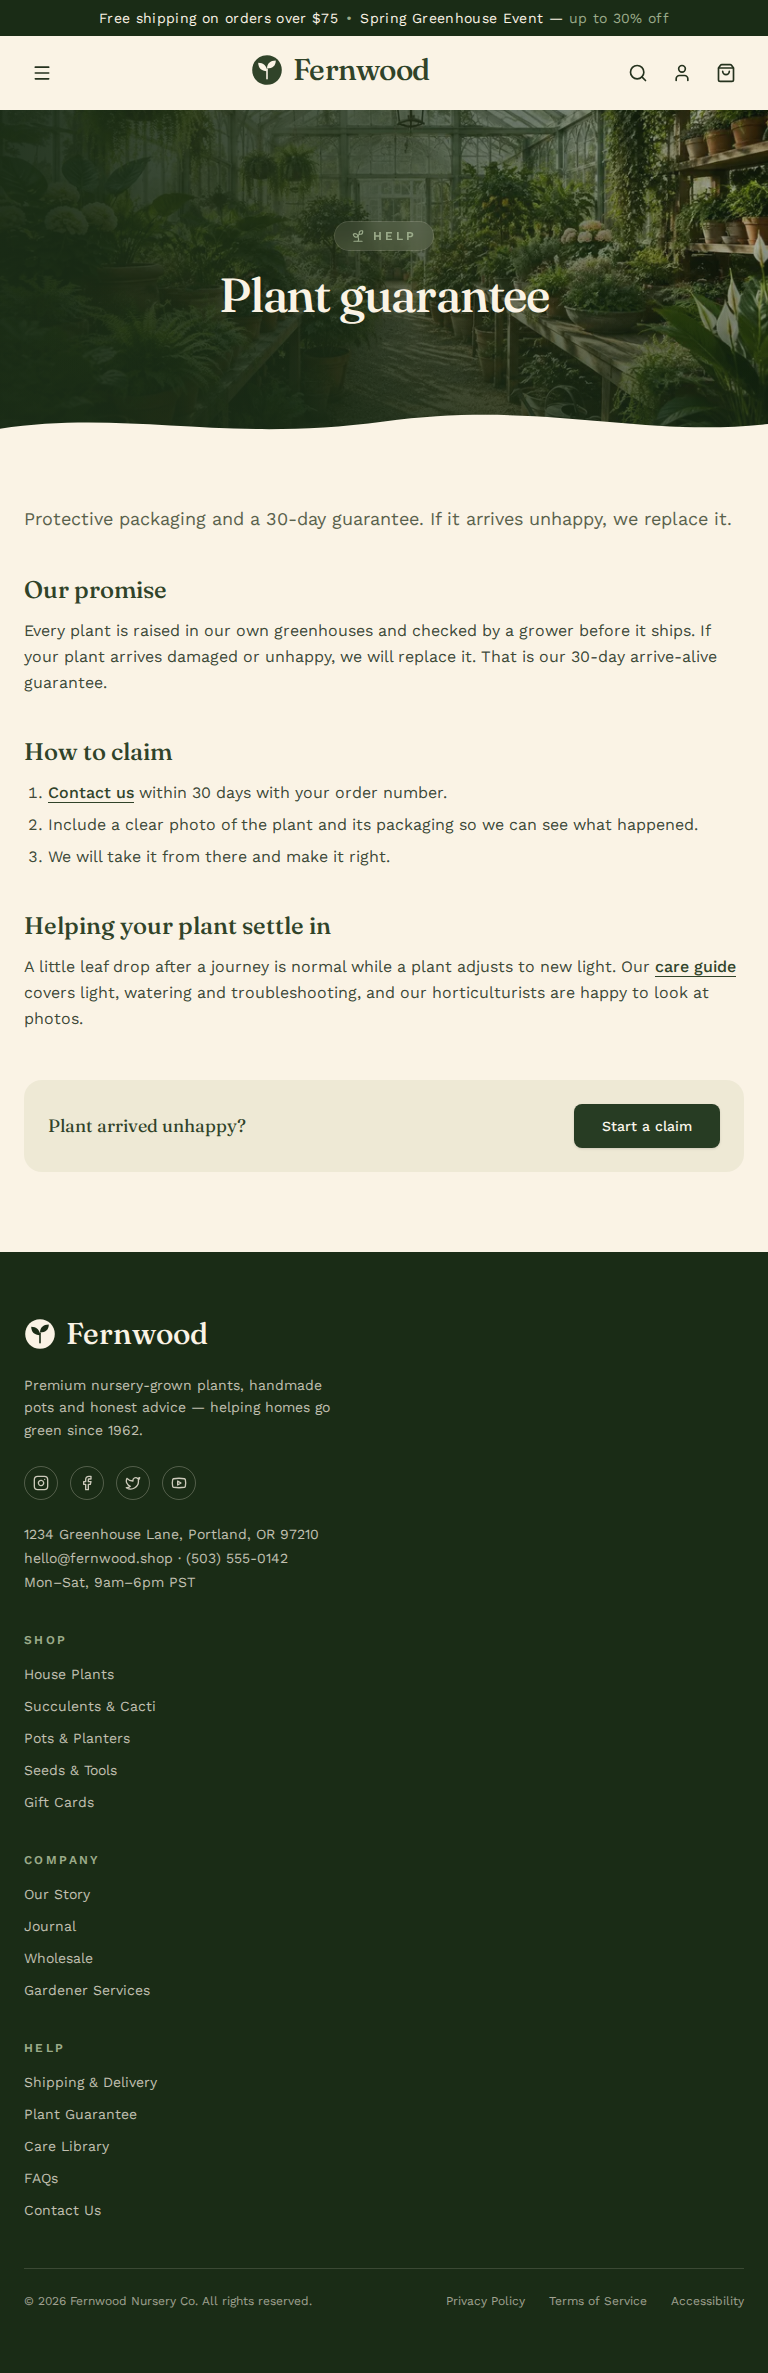 Free shipping on orders over $75 • Spring Greenhouse Event — up to 30% off
Fernwood
HELP
Plant guarantee
Protective packaging and a 30-day guarantee. If it arrives unhappy, we replace it.
Our promise
Every plant is raised in our own greenhouses and checked by a grower before it ships. If
your plant arrives damaged or unhappy, we will replace it. That is our 30-day arrive-alive
guarantee.
How to claim
1. Contact us within 30 days with your order number.
2. Include a clear photo of the plant and its packaging so we can see what happened.
3. We will take it from there and make it right.
Helping your plant settle in
A little leaf drop after a journey is normal while a plant adjusts to new light. Our care guide
covers light, watering and troubleshooting, and our horticulturists are happy to look at
photos.
Plant arrived unhappy?
Start a claim
Fernwood
Premium nursery-grown plants, handmade
pots and honest advice — helping homes go
green since 1962.
1234 Greenhouse Lane, Portland, OR 97210
hello@fernwood.shop · (503) 555-0142
Mon–Sat, 9am–6pm PST
SHOP
House Plants
Succulents & Cacti
Pots & Planters
Seeds & Tools
Gift Cards
COMPANY
Our Story
Journal
Wholesale
Gardener Services
HELP
Shipping & Delivery
Plant Guarantee
Care Library
FAQs
Contact Us
© 2026 Fernwood Nursery Co. All rights reserved.
Privacy Policy
Terms of Service
Accessibility